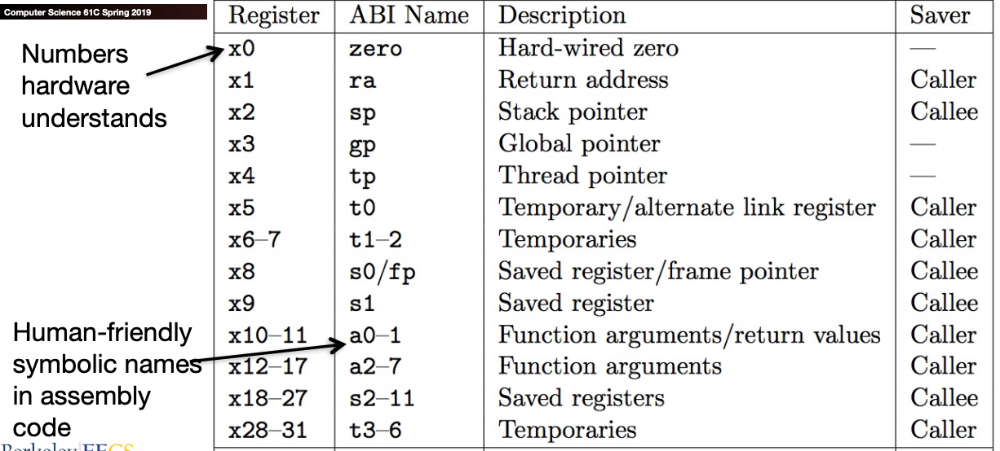 Computer Science 61C Spring 2019
Register ABI Name Description Saver
x0 zero Hard-wired zero —
x1 ra Return address Caller
x2 sp Stack pointer Callee
x3 gp Global pointer —
x4 tp Thread pointer —
x5 t0 Temporary/alternate link register Caller
x6–7 t1–2 Temporaries Caller
x8 s0/fp Saved register/frame pointer Callee
x9 s1 Saved register Callee
x10–11 a0–1 Function arguments/return values Caller
x12–17 a2–7 Function arguments Caller
x18–27 s2–11 Saved registers Callee
x28–31 t3–6 Temporaries Caller
Numbers
hardware
understands
Human-friendly
symbolic names
in assembly
code
Berkeley|EECS